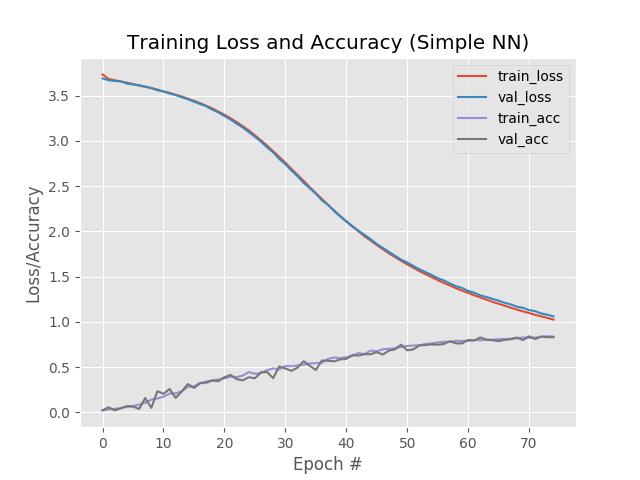 Training Loss and Accuracy (Simple NN)
train_loss
val_loss
train_acc
val_acc
3.5
3.0
2.5
2.0
1.5
1.0
0.5
0.0
Loss/Accuracy
0 10 20 30 40 50 60 70
Epoch #